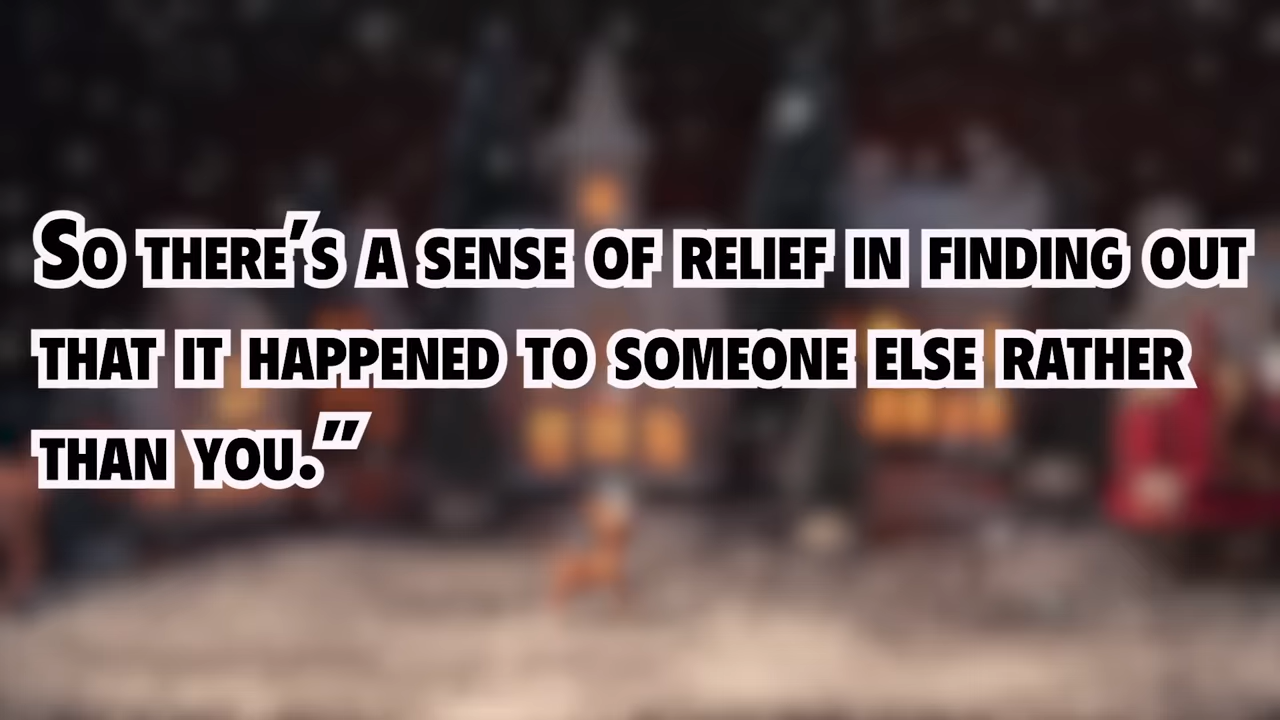 So there's a sense of relief in finding out
that it happened to someone else rather
than you.”